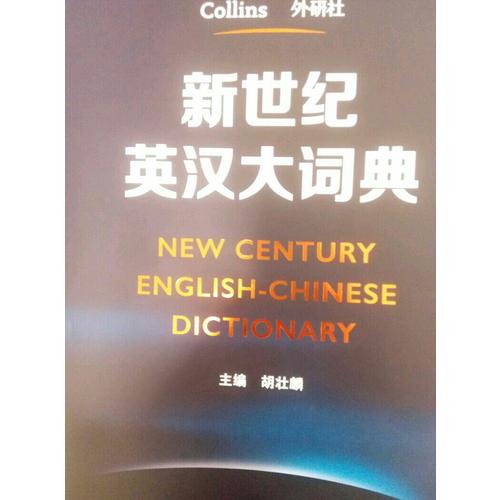 Collins 外研社
新世纪
英汉大词典
NEW CENTURY
ENGLISH-CHINESE
DICTIONARY
主编 胡壮麟